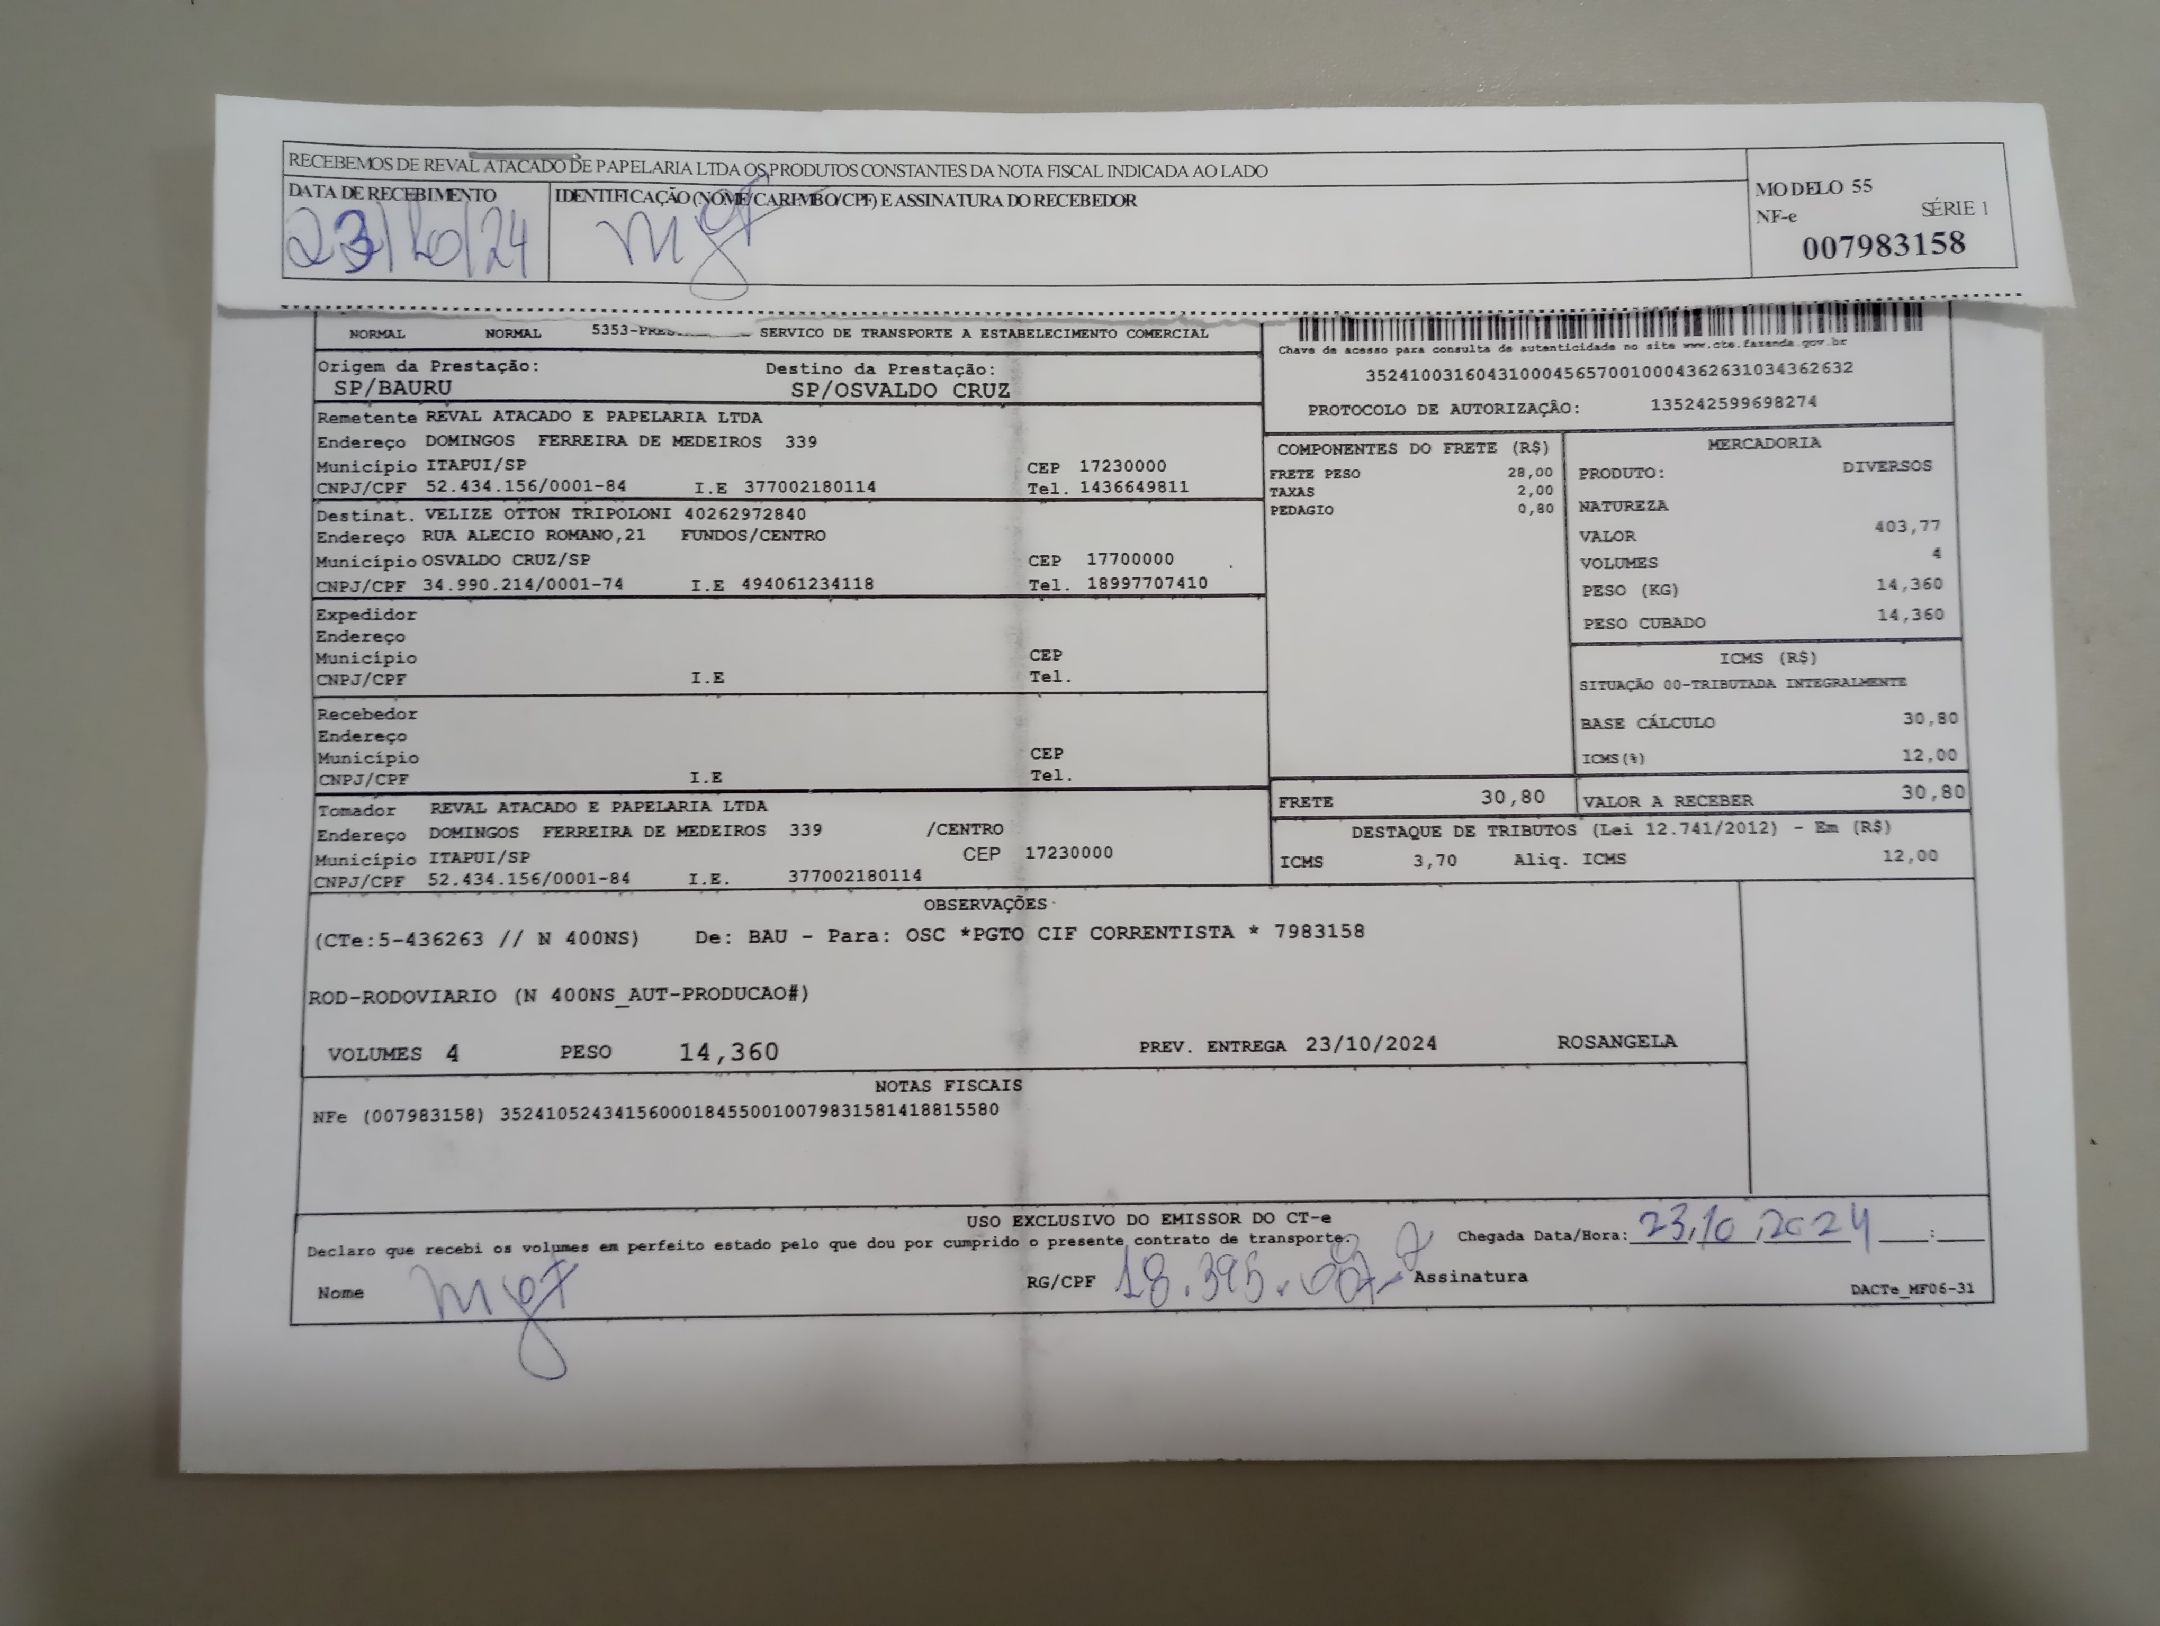 RECEBEMOS DE REVAL ATACADO DE PAPELARIA LTDA OS PRODUTOS CONSTANTES DA NOTA FISCAL INDICADA AO LADO
DATA DE RECEBIMENTO IDENTIFICAÇÃO (NOME/CARIMBO/CPF) E ASSINATURA DO RECEBEDOR
23/10/24
MODELO 55
NF-e SÉRIE 1
007983158
NORMAL NORMAL 5353- SERVICO DE TRANSPORTE A ESTABELECIMENTO COMERCIAL
Chave de acesso para consulta de autenticidade no site www.cte.fazenda.gov.br
35241003160431000456570010004362631034362632
PROTOCOLO DE AUTORIZAÇÃO: 135242599698274
Origem da Prestação: Destino da Prestação:
SP/BAURU SP/OSVALDO CRUZ
Remetente REVAL ATACADO E PAPELARIA LTDA
Endereço DOMINGOS FERREIRA DE MEDEIROS 339
Município ITAPUI/SP CEP 17230000
CNPJ/CPF 52.434.156/0001-84 I.E 377002180114 Tel. 1436649811
Destinat. VELIZE OTTON TRIPOLONI 40262972840
Endereço RUA ALECIO ROMANO,21 FUNDOS/CENTRO
Município OSVALDO CRUZ/SP CEP 17700000
CNPJ/CPF 34.990.214/0001-74 I.E 494061234118 Tel. 18997707410
Expedidor
Endereço
Município CEP
CNPJ/CPF I.E Tel.
Recebedor
Endereço
Município CEP
CNPJ/CPF I.E Tel.
Tomador REVAL ATACADO E PAPELARIA LTDA
Endereço DOMINGOS FERREIRA DE MEDEIROS 339 /CENTRO
Município ITAPUI/SP CEP 17230000
CNPJ/CPF 52.434.156/0001-84 I.E. 377002180114
COMPONENTES DO FRETE (R$)
FRETE PESO 28,00
TAXAS 2,00
PEDAGIO 0,80
MERCADORIA
PRODUTO: DIVERSOS
NATUREZA
VALOR 403,77
VOLUMES 4
PESO (KG) 14,360
PESO CUBADO 14,360
ICMS (R$)
SITUAÇÃO 00-TRIBUTADA INTEGRALMENTE
BASE CÁLCULO 30,80
ICMS(%) 12,00
FRETE 30,80 VALOR A RECEBER 30,80
DESTAQUE DE TRIBUTOS (Lei 12.741/2012) - Em (R$)
ICMS 3,70 Aliq. ICMS 12,00
OBSERVAÇÕES
(CTe:5-436263 // N 400NS) De: BAU - Para: OSC *PGTO CIF CORRENTISTA * 7983158
ROD-RODOVIARIO (N 400NS_AUT-PRODUCAO#)
VOLUMES 4 PESO 14,360 PREV. ENTREGA 23/10/2024 ROSANGELA
NOTAS FISCAIS
NFe (007983158) 35241052434156000184550010079831581418815580
USO EXCLUSIVO DO EMISSOR DO CT-e
Declaro que recebi os volumes em perfeito estado pelo que dou por cumprido o presente contrato de transporte. Chegada Data/Hora: 23/10/2024 :
Nome RG/CPF 18.395. Assinatura
DACTe_MF06-31